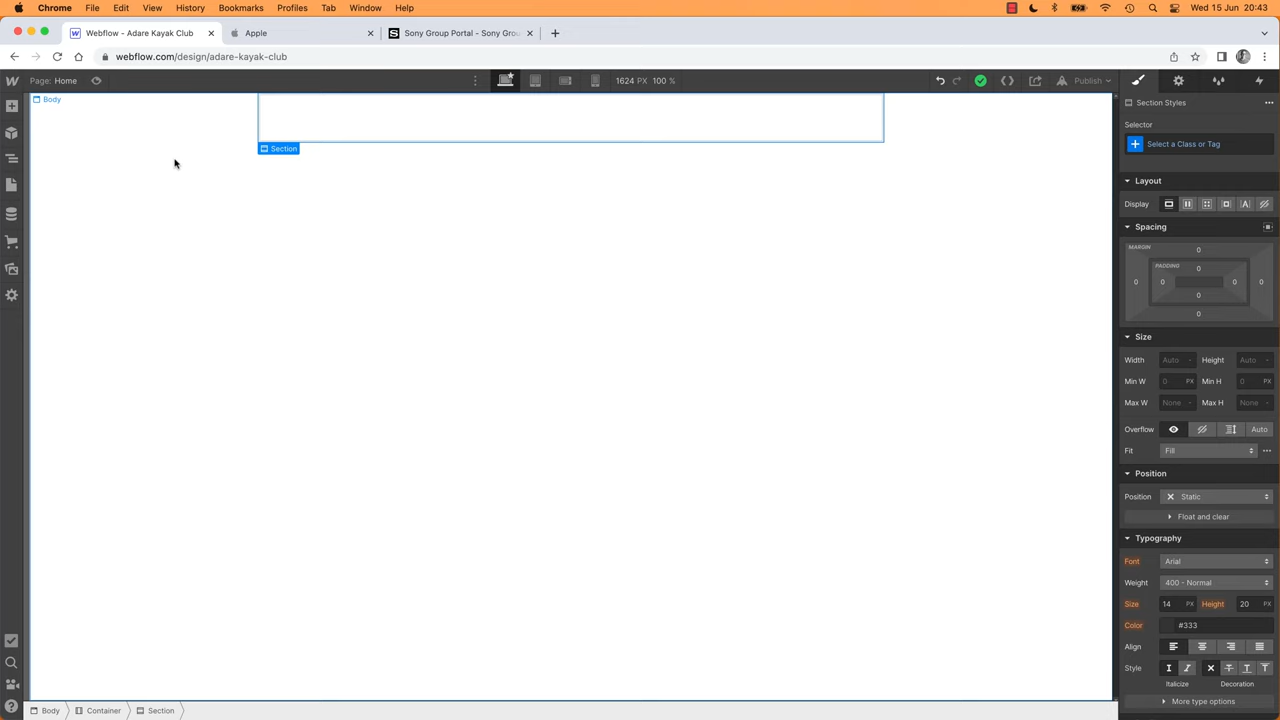 Chrome File Edit View History Bookmarks Profiles Tab Window Help Wed 15 Jun 20:43
Webflow - Adare Kayak Club Apple Sony Group Portal - Sony Grou
webflow.com/design/adare-kayak-club
Page: Home 1624 PX 100 % Publish
Body
Section
Section Styles
Selector
Select a Class or Tag
Layout
Display
Spacing
MARGIN
0
PADDING
0
0 0 0 0
0
0
Size
Width Auto - Height Auto -
Min W 0 PX Min H 0 PX
Max W None - Max H None -
Overflow Auto
Fit Fill
Position
Position Static
Float and clear
Typography
Font Arial
Weight 400 - Normal
Size 14 PX Height 20 PX
Color #333
Align
Style
Italicize Decoration
More type options
Body Container Section